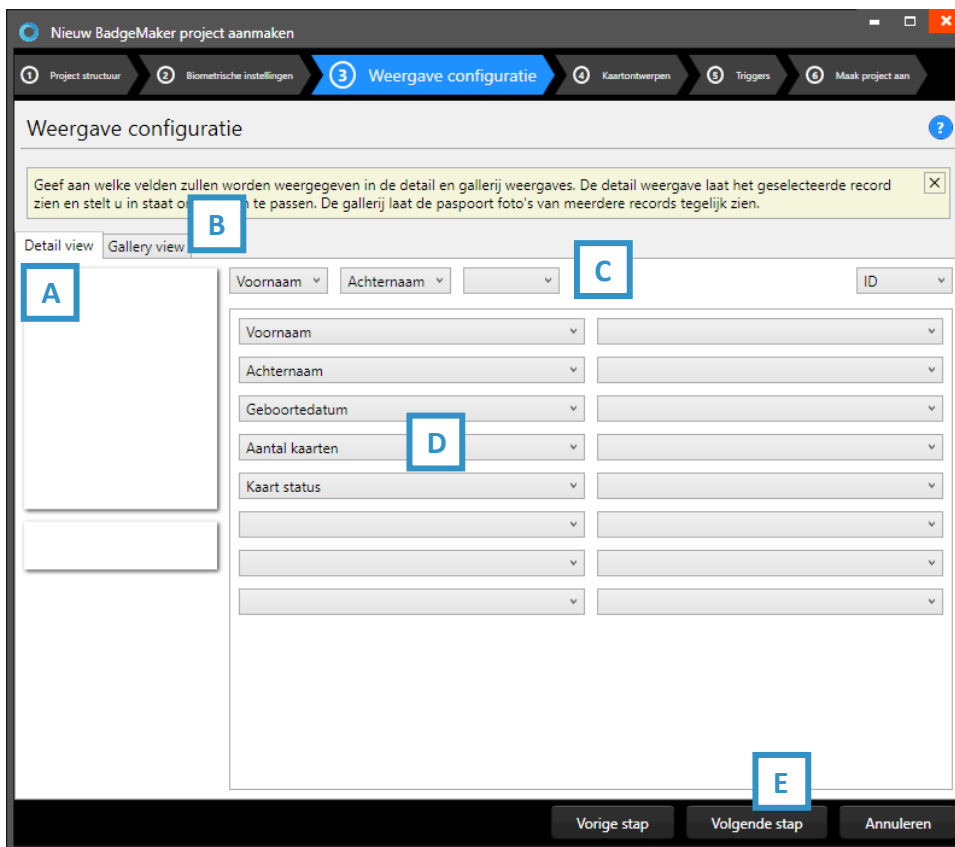 Nieuw BadgeMaker project aanmaken
1 Project structuur 2 Biometrische instellingen 3 Weergave configuratie 4 Kaartontwerpen 5 Triggers 6 Maak project aan
Weergave configuratie ?
Geef aan welke velden zullen worden weergegeven in de detail en gallerij weergaves. De detail weergave laat het geselecteerde record
zien en stelt u in staat te passen. De gallerij laat de paspoort foto's van meerdere records tegelijk zien.
B
Detail view Gallery view
A
Voornaam Achternaam C ID
Voornaam
Achternaam
Geboortedatum
D
Aantal kaarten
Kaart status
E
Vorige stap Volgende stap Annuleren